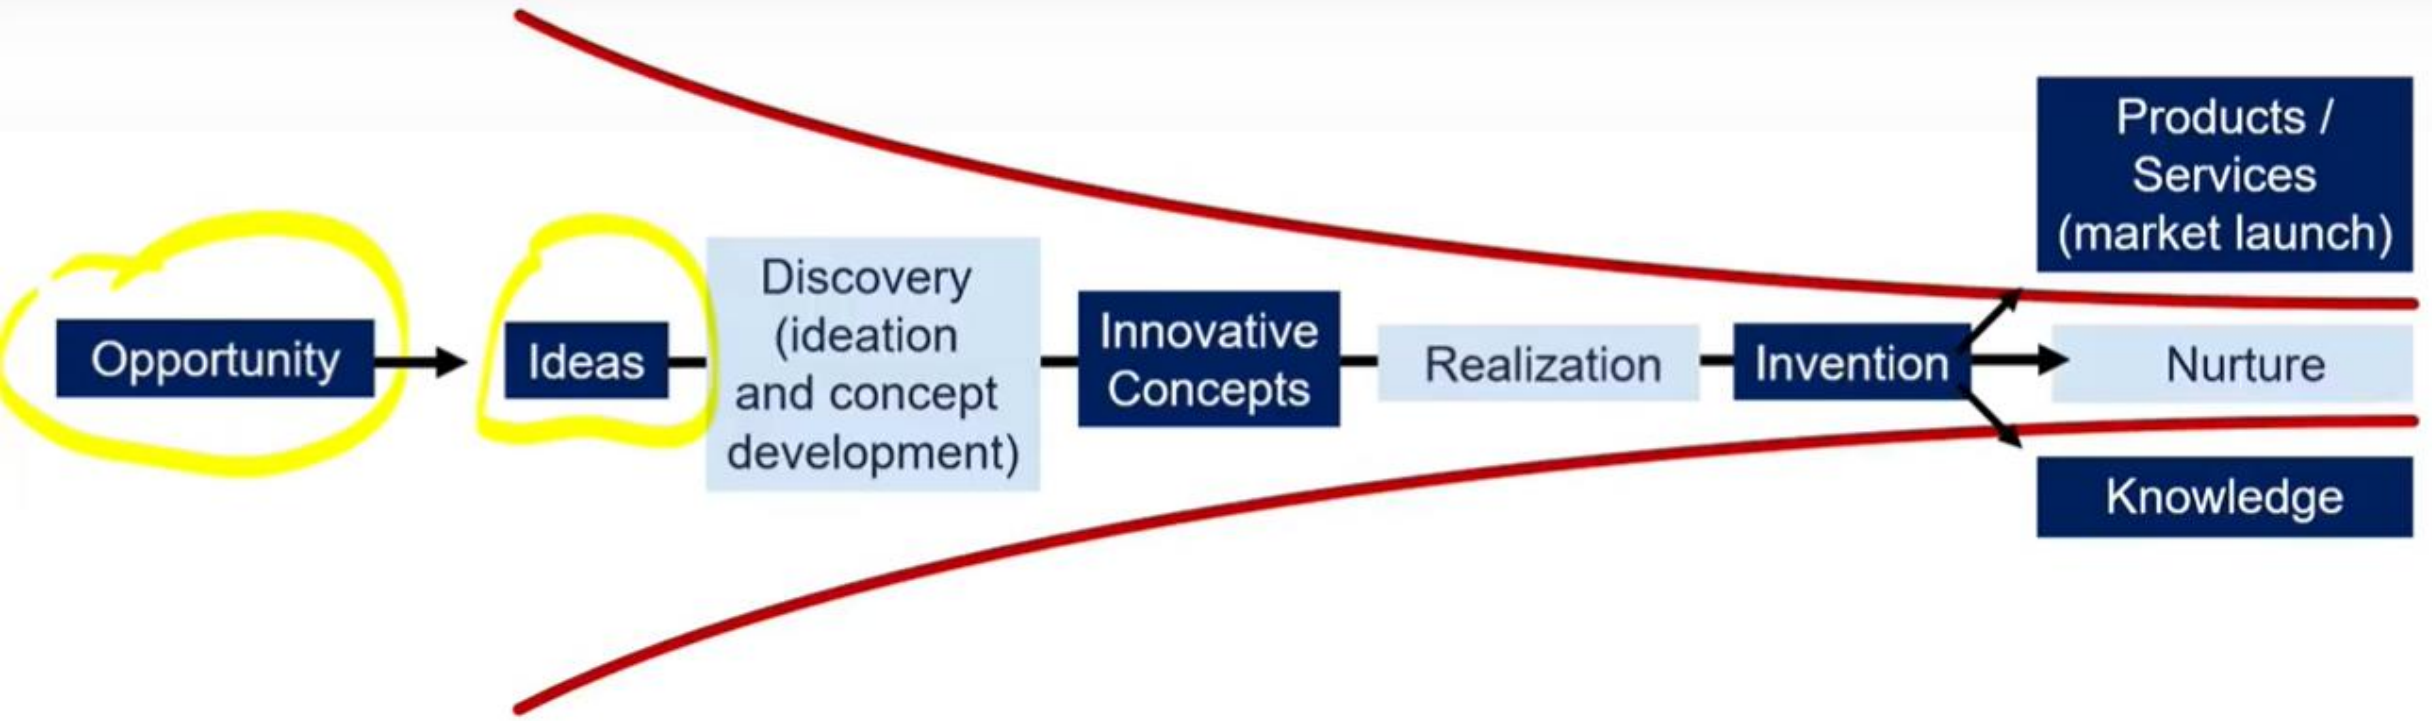 Opportunity
Ideas
Discovery
(ideation
and concept
development)
Innovative
Concepts
Realization
Invention
Products /
Services
(market launch)
Nurture
Knowledge